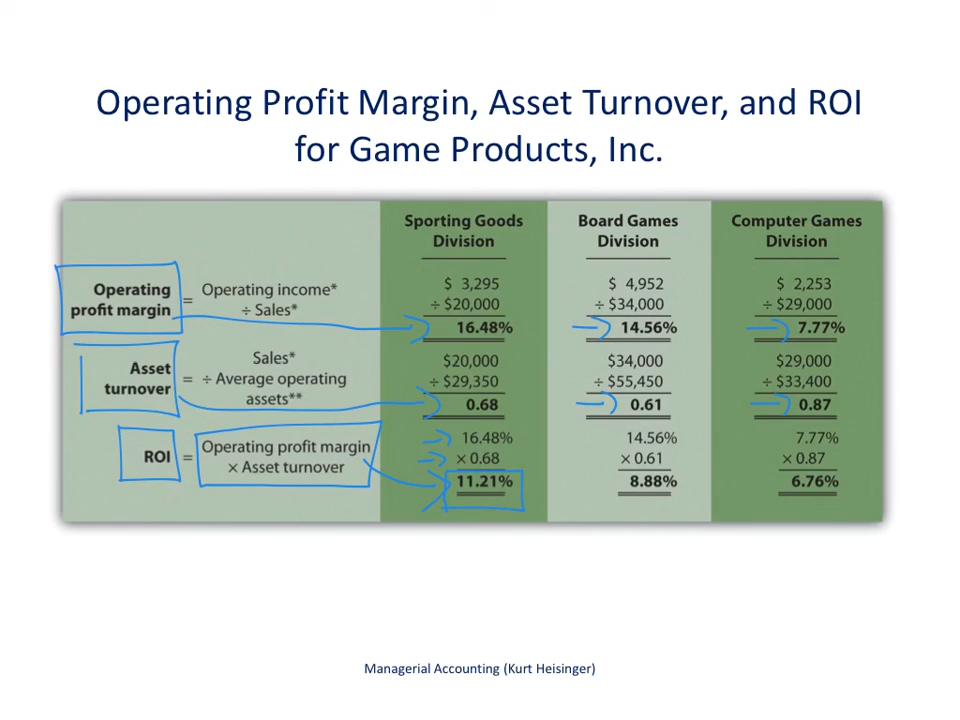 Operating Profit Margin, Asset Turnover, and ROI
for Game Products, Inc.
Sporting Goods Division
Board Games Division
Computer Games Division
Operating profit margin = Operating income* ÷ Sales*
$ 3,295 ÷ $20,000 16.48%
$ 4,952 ÷ $34,000 14.56%
$ 2,253 ÷ $29,000 7.77%
Asset turnover = Sales* ÷ Average operating assets**
$20,000 ÷ $29,350 0.68
$34,000 ÷ $55,450 0.61
$29,000 ÷ $33,400 0.87
ROI = Operating profit margin × Asset turnover
16.48% × 0.68 11.21%
14.56% × 0.61 8.88%
7.77% × 0.87 6.76%
Managerial Accounting (Kurt Heisinger)